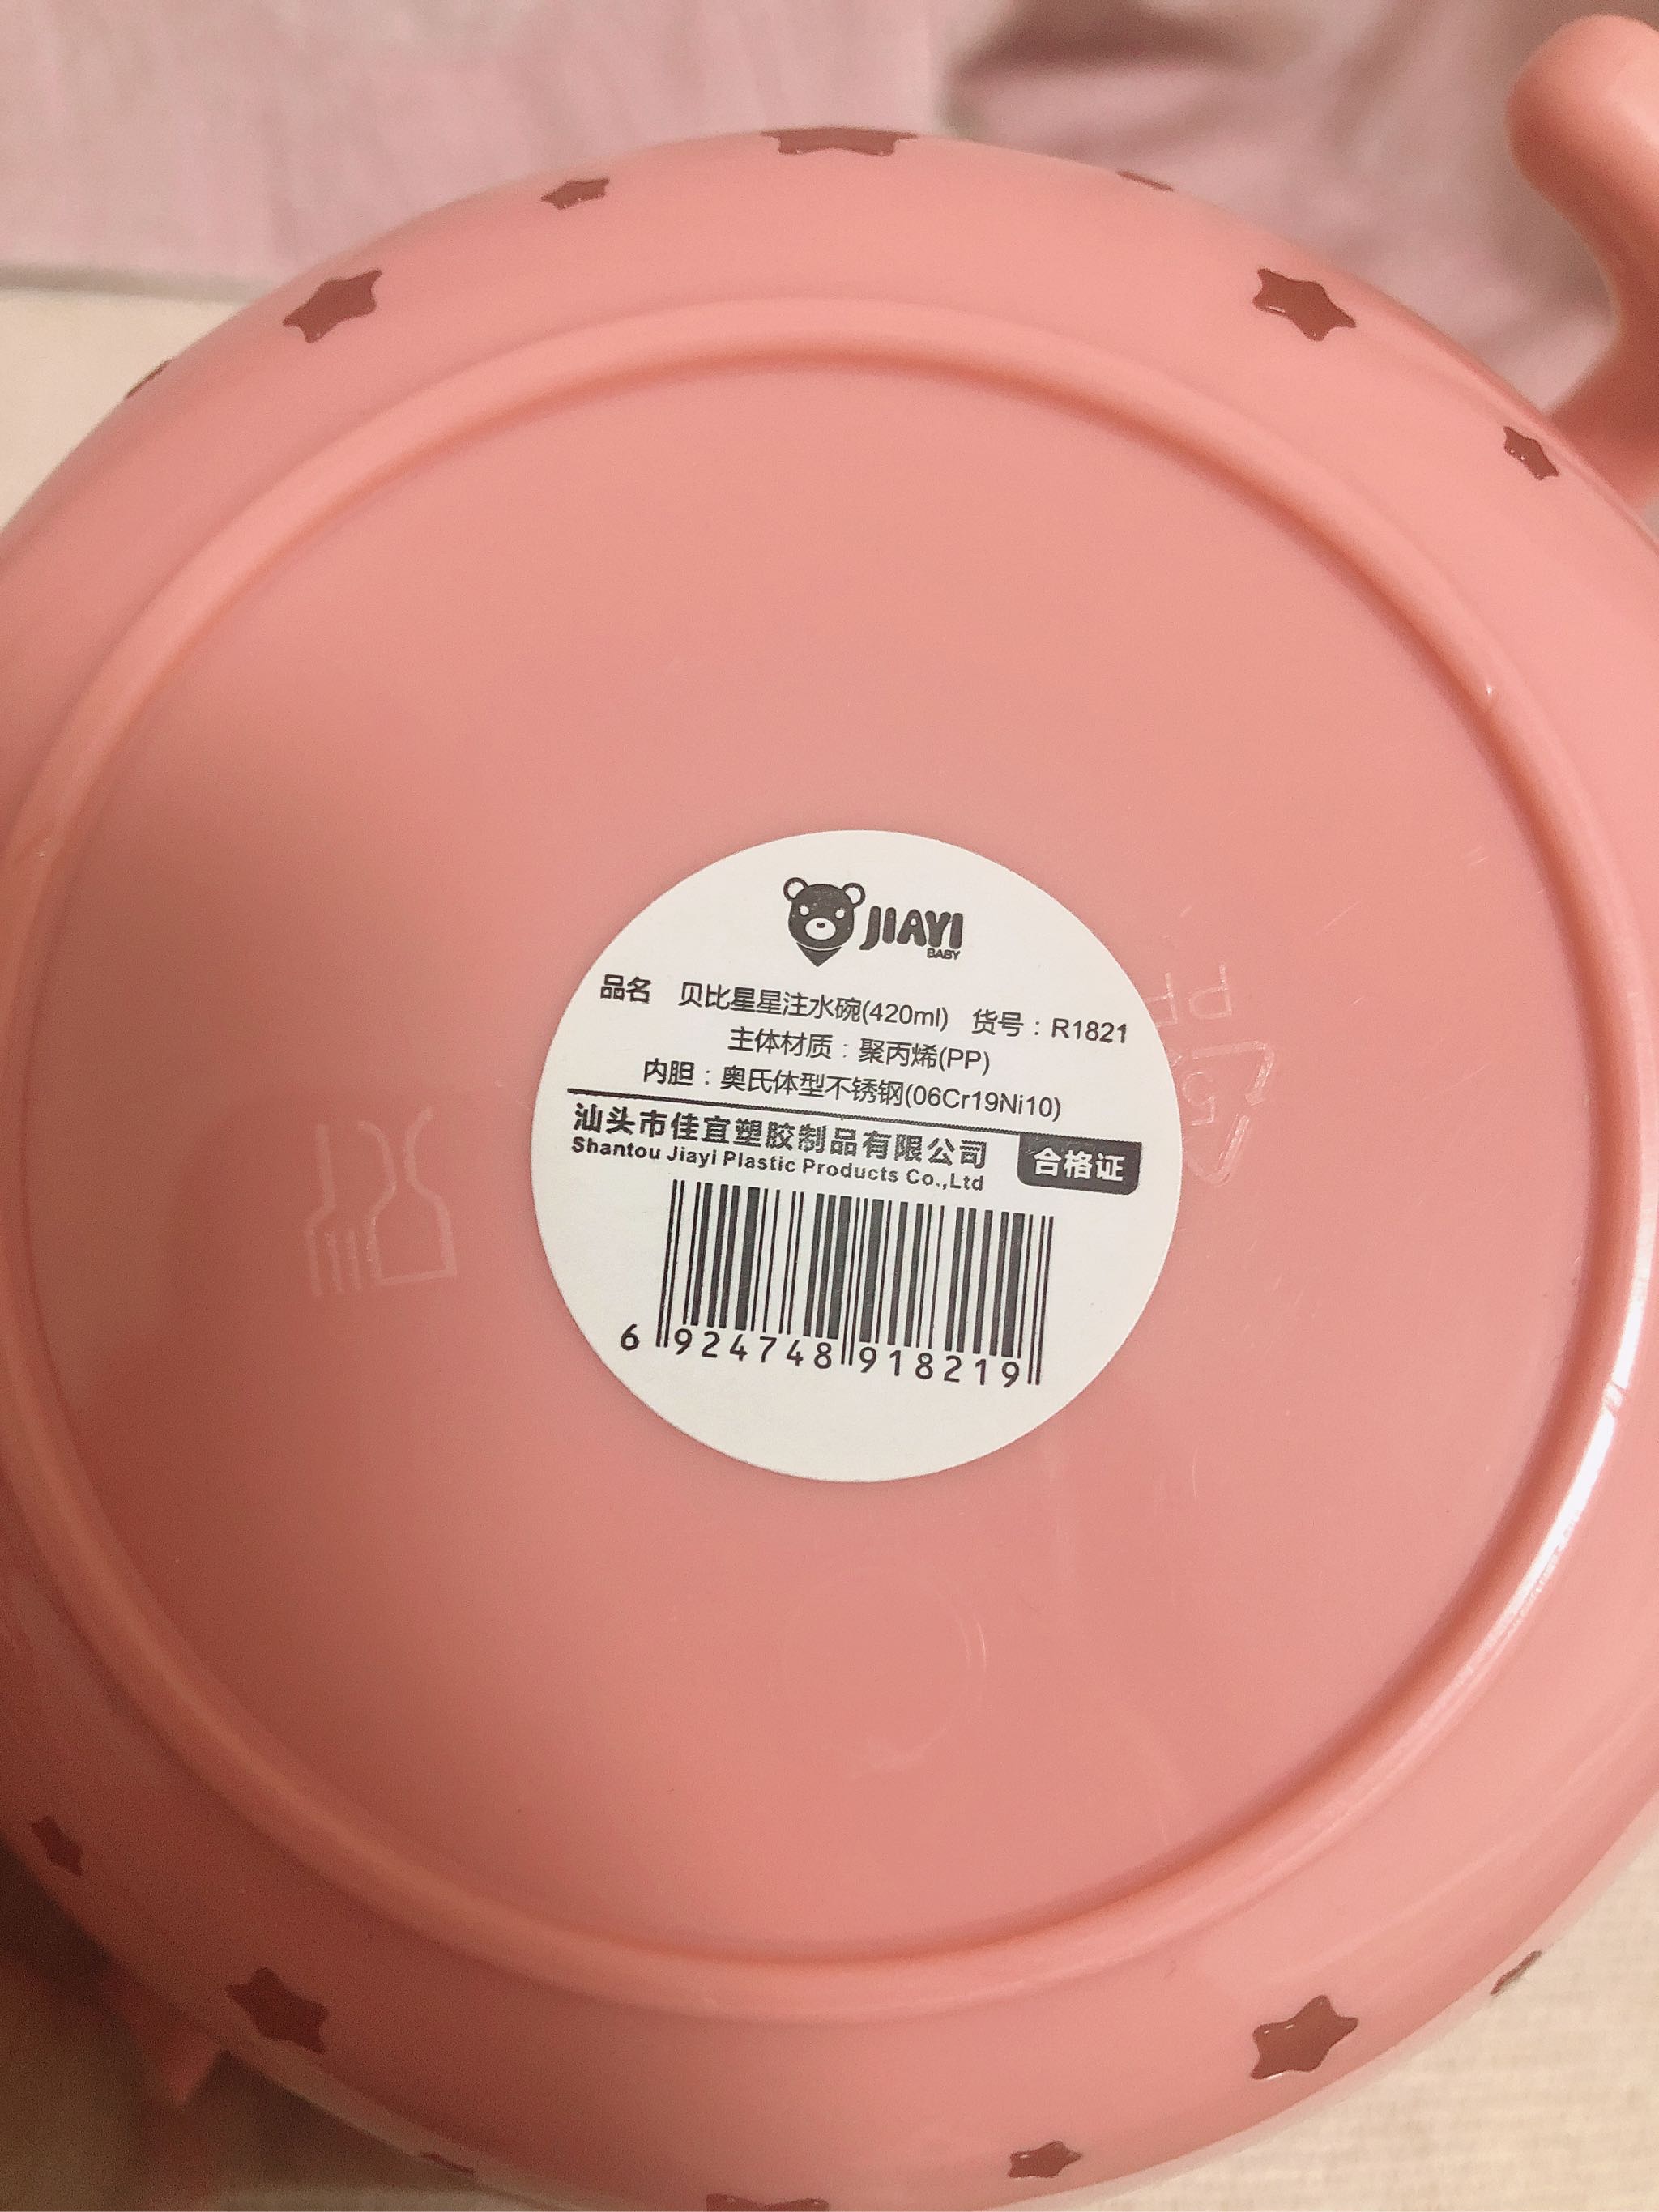 JIAYI
BABY
品名 贝比星星注水碗(420ml) 货号：R1821
主体材质：聚丙烯(PP)
内胆：奥氏体型不锈钢(06Cr19Ni10)
汕头市佳宜塑胶制品有限公司
Shantou Jiayi Plastic Products Co.,Ltd
合格证
6 924748 918219
PP
5